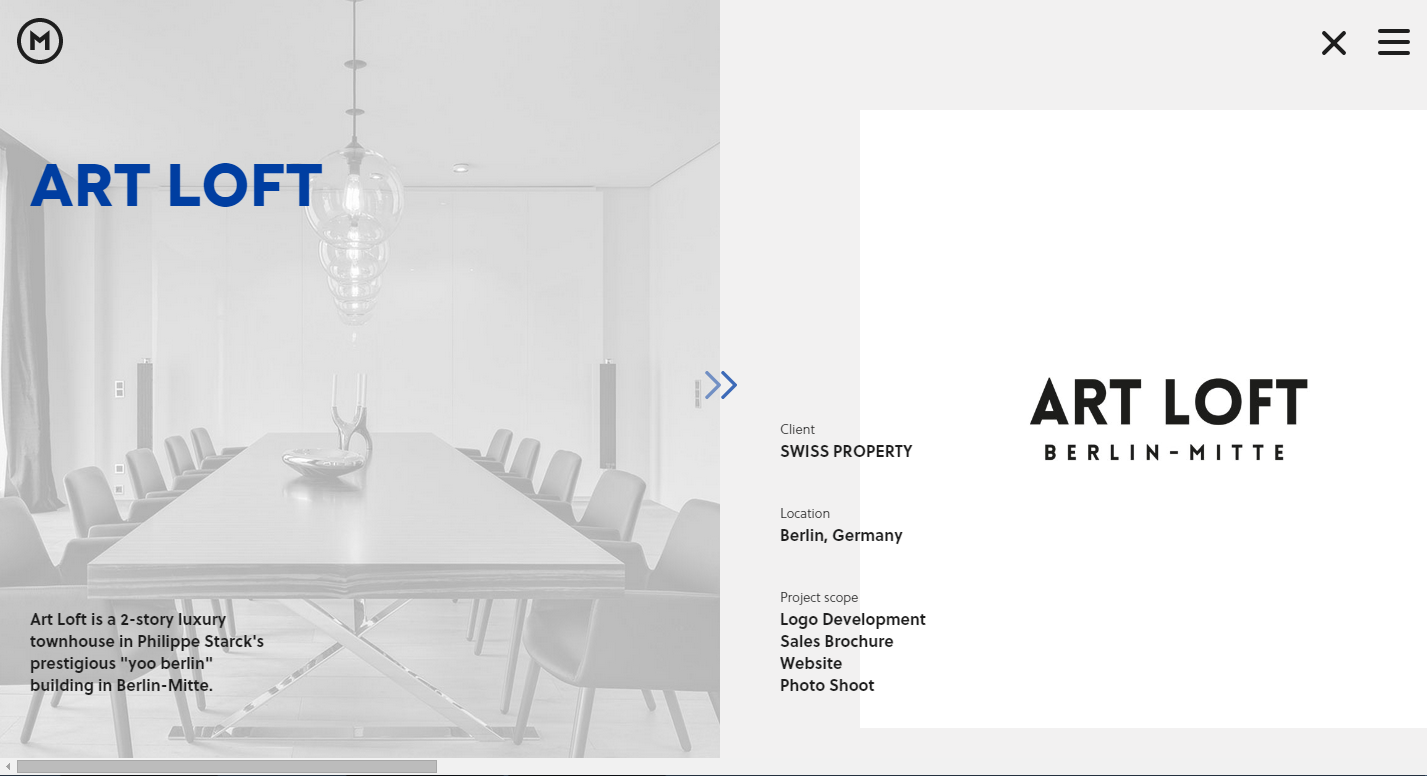 M
ART LOFT
Art Loft is a 2-story luxury
townhouse in Philippe Starck's
prestigious "yoo berlin"
building in Berlin-Mitte.
Client
SWISS PROPERTY
Location
Berlin, Germany
Project scope
Logo Development
Sales Brochure
Website
Photo Shoot
ART LOFT
BERLIN-MITTE